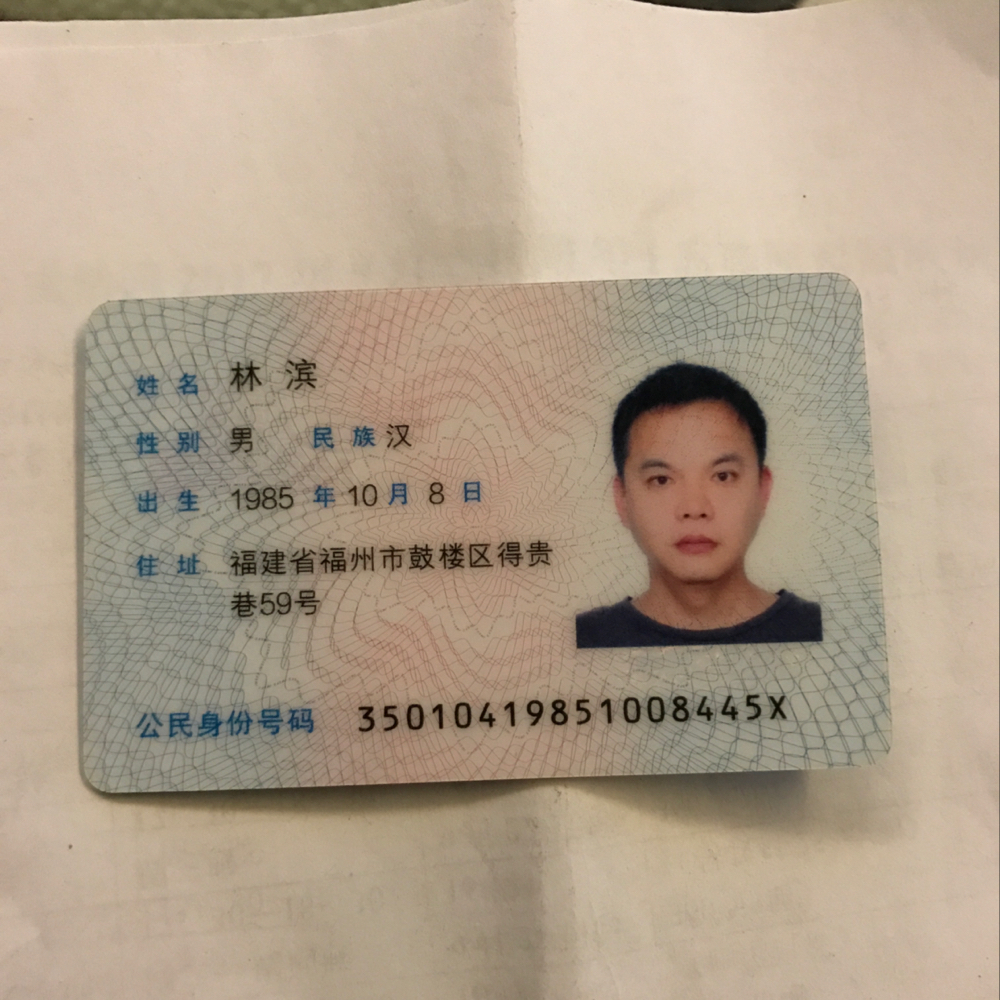 姓名 林滨
性别 男 民族 汉
出生 1985 年 10 月 8 日
住址 福建省福州市鼓楼区得贵
巷59号
公民身份号码 35010419851008445X